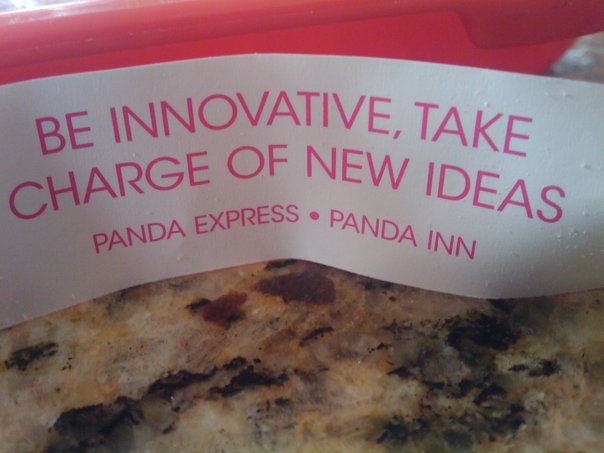 BE INNOVATIVE, TAKE
CHARGE OF NEW IDEAS
PANDA EXPRESS • PANDA INN